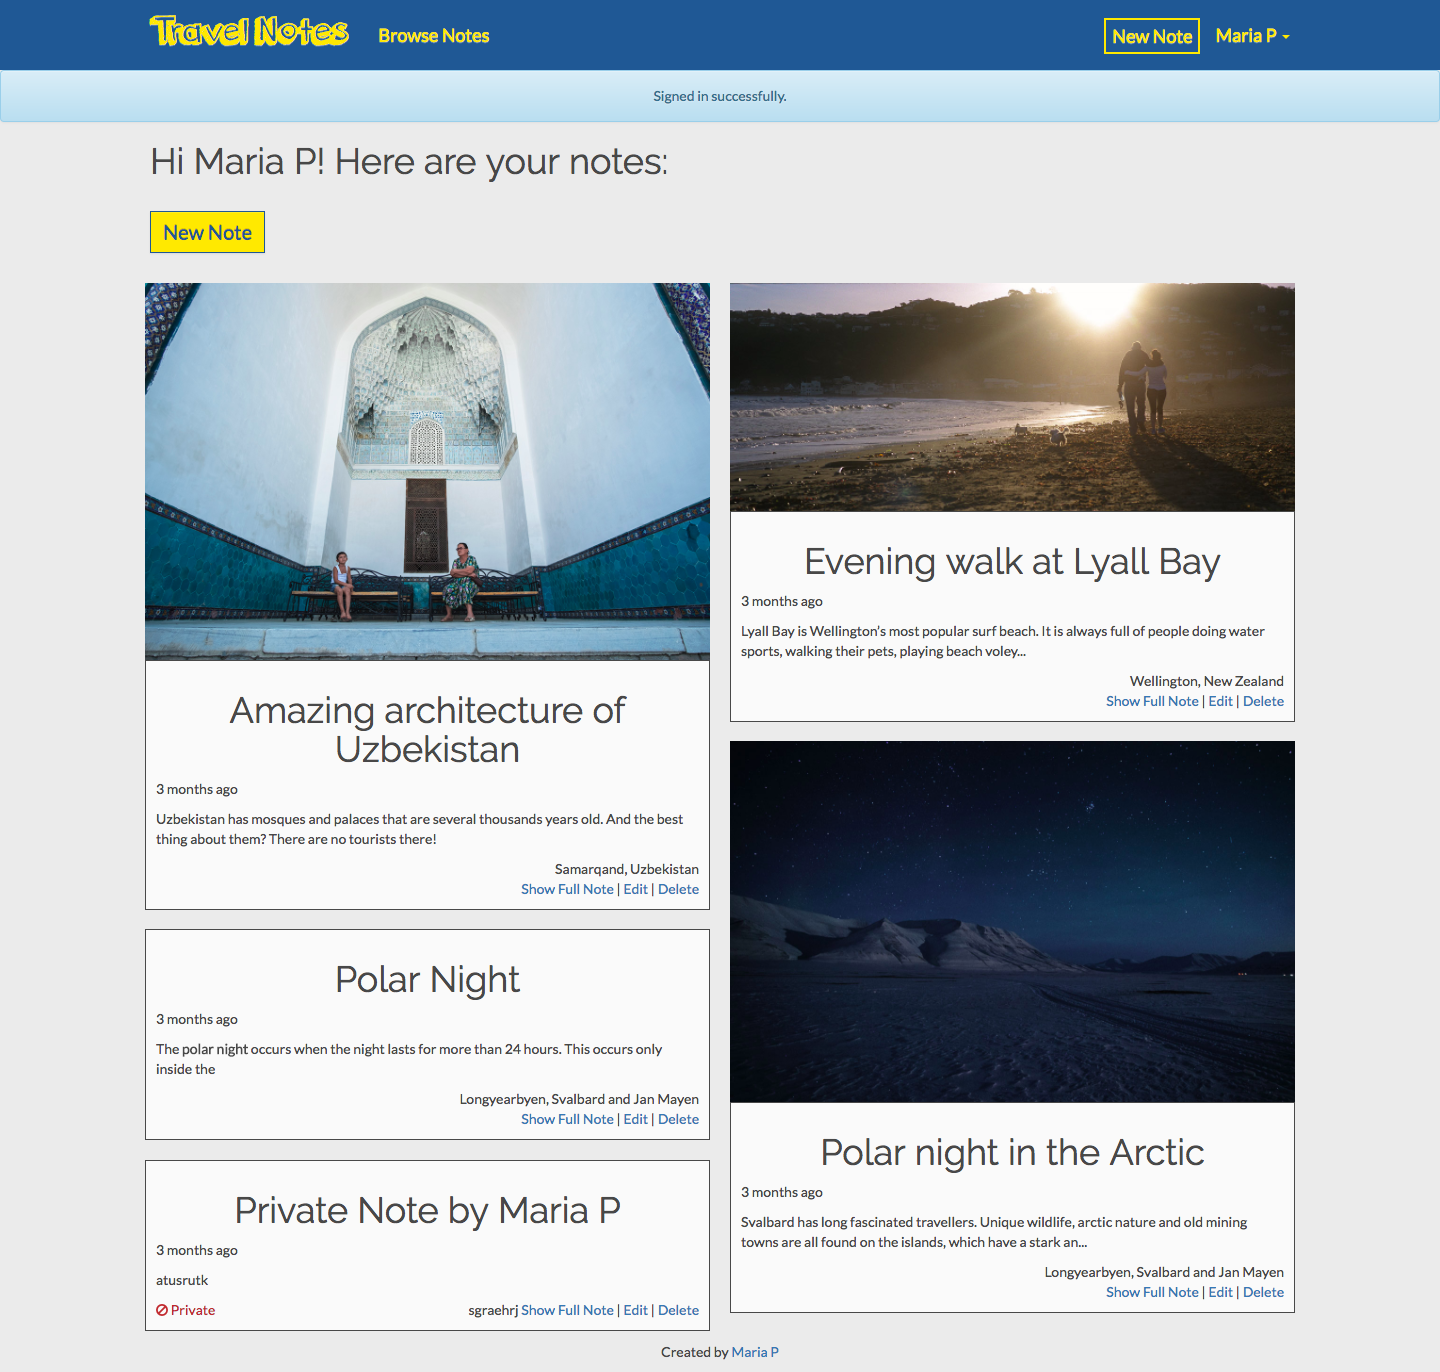 Travel Notes
Browse Notes
New Note
Maria P
Signed in successfully.
Hi Maria P! Here are your notes:
New Note
Amazing architecture of
Uzbekistan
3 months ago
Uzbekistan has mosques and palaces that are several thousands years old. And the best
thing about them? There are no tourists there!
Samarqand, Uzbekistan
Show Full Note | Edit | Delete
Polar Night
3 months ago
The polar night occurs when the night lasts for more than 24 hours. This occurs only
inside the
Longyearbyen, Svalbard and Jan Mayen
Show Full Note | Edit | Delete
Private Note by Maria P
3 months ago
atusrutk
Private
sgraehrj Show Full Note | Edit | Delete
Evening walk at Lyall Bay
3 months ago
Lyall Bay is Wellington’s most popular surf beach. It is always full of people doing water
sports, walking their pets, playing beach voley...
Wellington, New Zealand
Show Full Note | Edit | Delete
Polar night in the Arctic
3 months ago
Svalbard has long fascinated travellers. Unique wildlife, arctic nature and old mining
towns are all found on the islands, which have a stark an...
Longyearbyen, Svalbard and Jan Mayen
Show Full Note | Edit | Delete
Created by Maria P